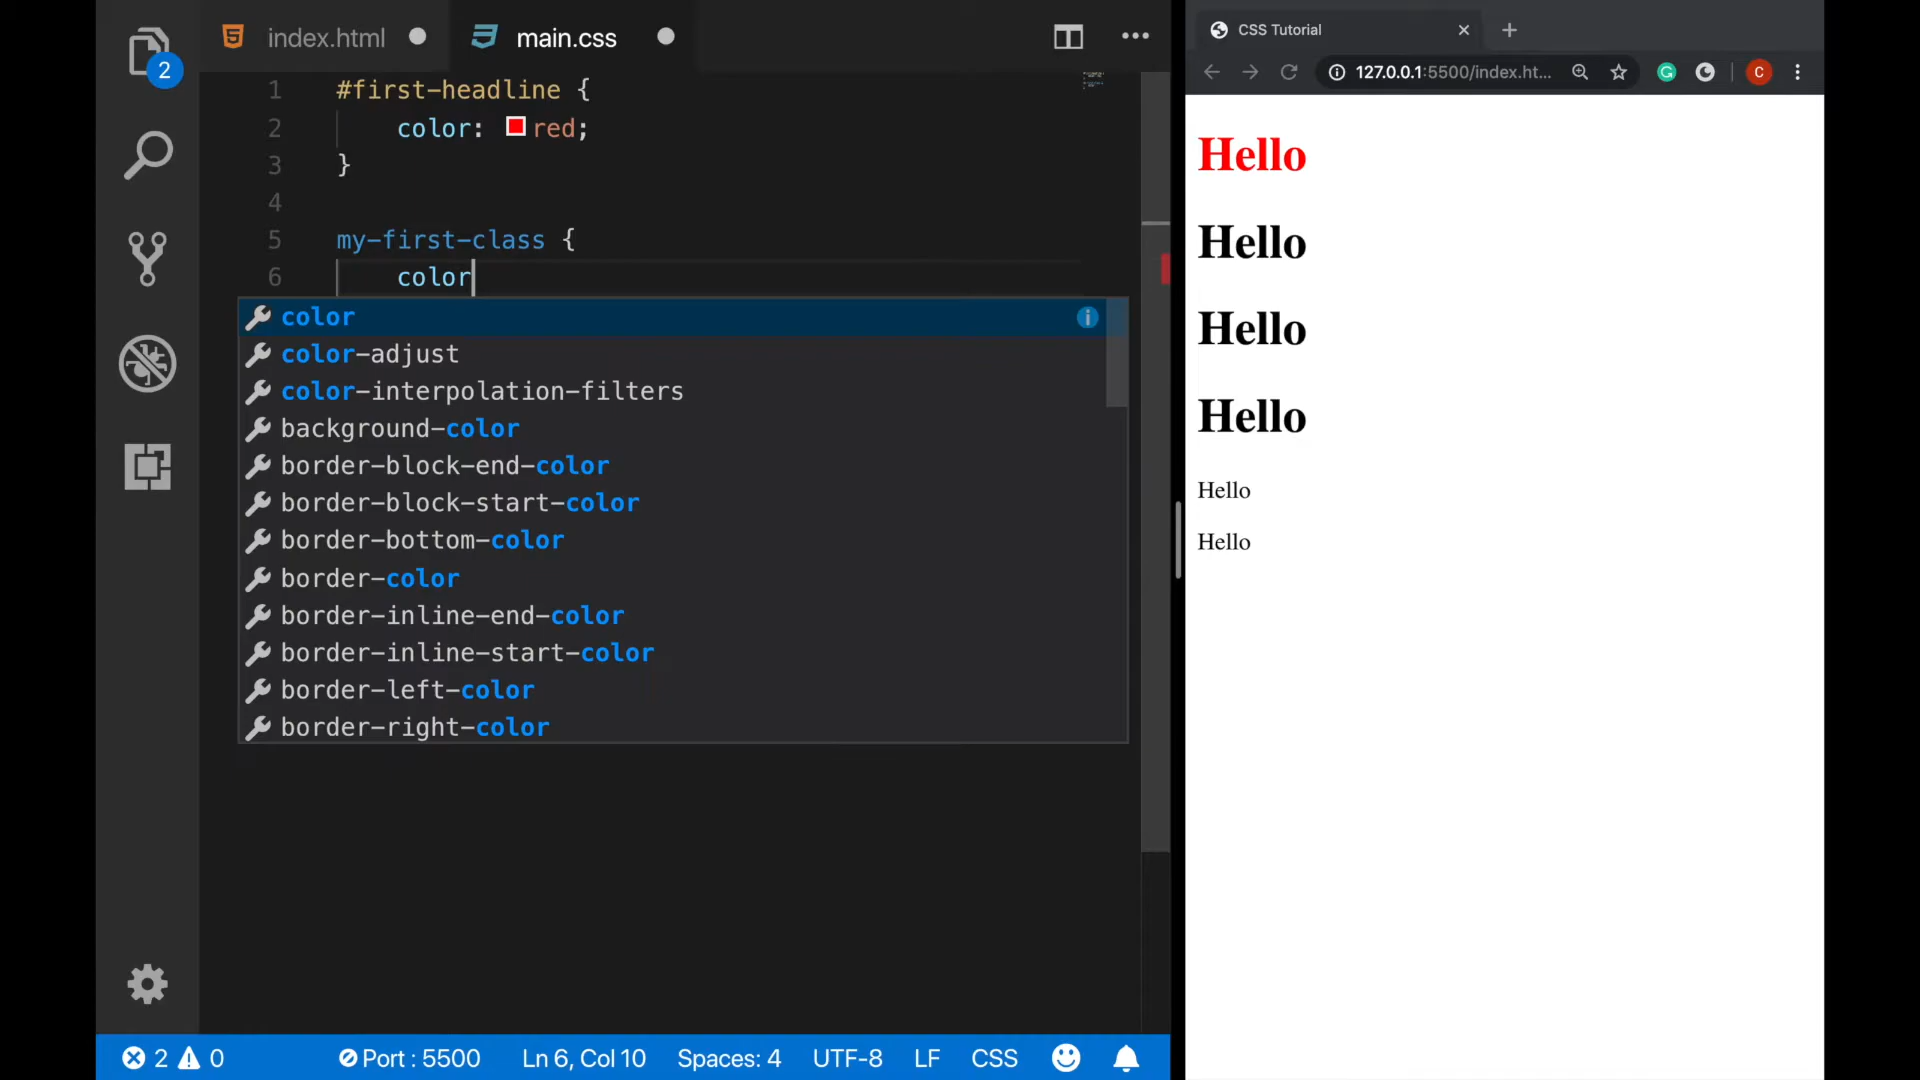 2
index.html
main.css
1 #first-headline {
2 color: red;
3 }
4
5 my-first-class {
6 color
color
color-adjust
color-interpolation-filters
background-color
border-block-end-color
border-block-start-color
border-bottom-color
border-color
border-inline-end-color
border-inline-start-color
border-left-color
border-right-color
2 0 Port : 5500 Ln 6, Col 10 Spaces: 4 UTF-8 LF CSS
CSS Tutorial
127.0.0.1:5500/index.ht... C
Hello
Hello
Hello
Hello
Hello
Hello